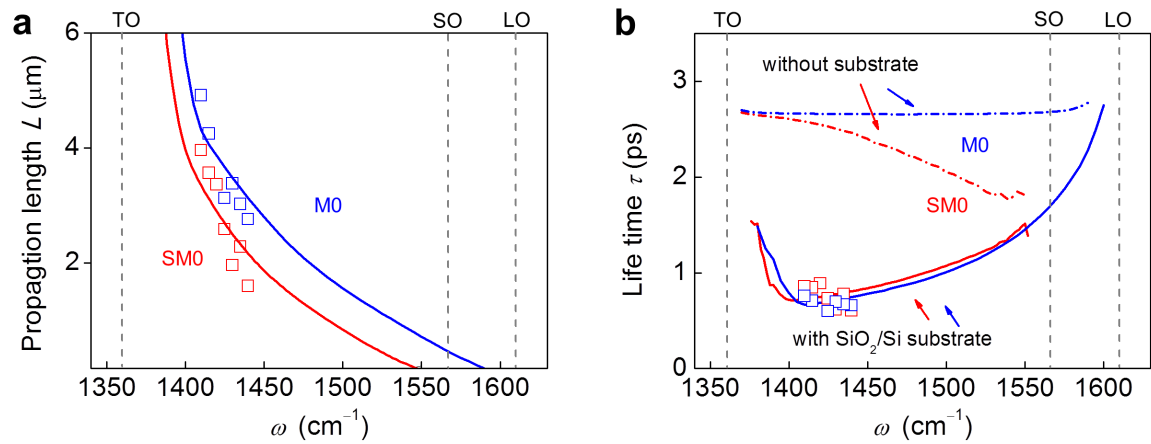 a
TO
SO
LO
6
4
2
Propagtion length L (μm)
M0
SM0
1350
1400
1450
1500
1550
1600
ω (cm⁻¹)
b
TO
SO
LO
3
2
1
0
Life time τ (ps)
without substrate
M0
SM0
with SiO₂/Si substrate
1350
1400
1450
1500
1550
1600
ω (cm⁻¹)